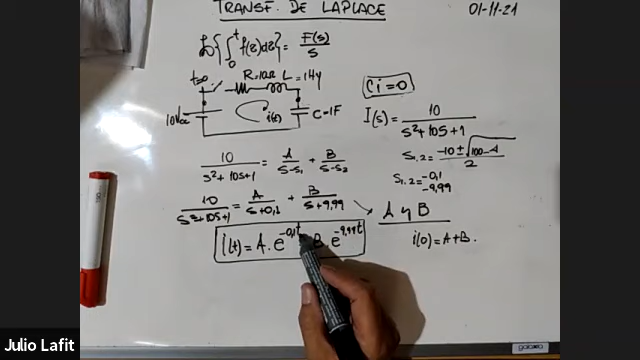 TRANSF. DE LAPLACE 01-11-21
L{∫₀ᵗ f(z)dz} = F(s)/s
t=0 R=10Ω L=1Hy
10Vcc i(t) C=1F
Ci=0
I(s) = 10/(s²+10s+1)
S₁.₂ = (-10±√(100-4))/2
S₁.₂ = -0,1
-9,99
10/(s²+10s+1) = A/(s-s₁) + B/(s-s₂)
10/(s²+10s+1) = A/(s+0,1) + B/(s+9,99)
A y B
i(0)=A+B.
i(t) = A.e^(-0,1t) B.e^(-9,99t)
Julio Lafit